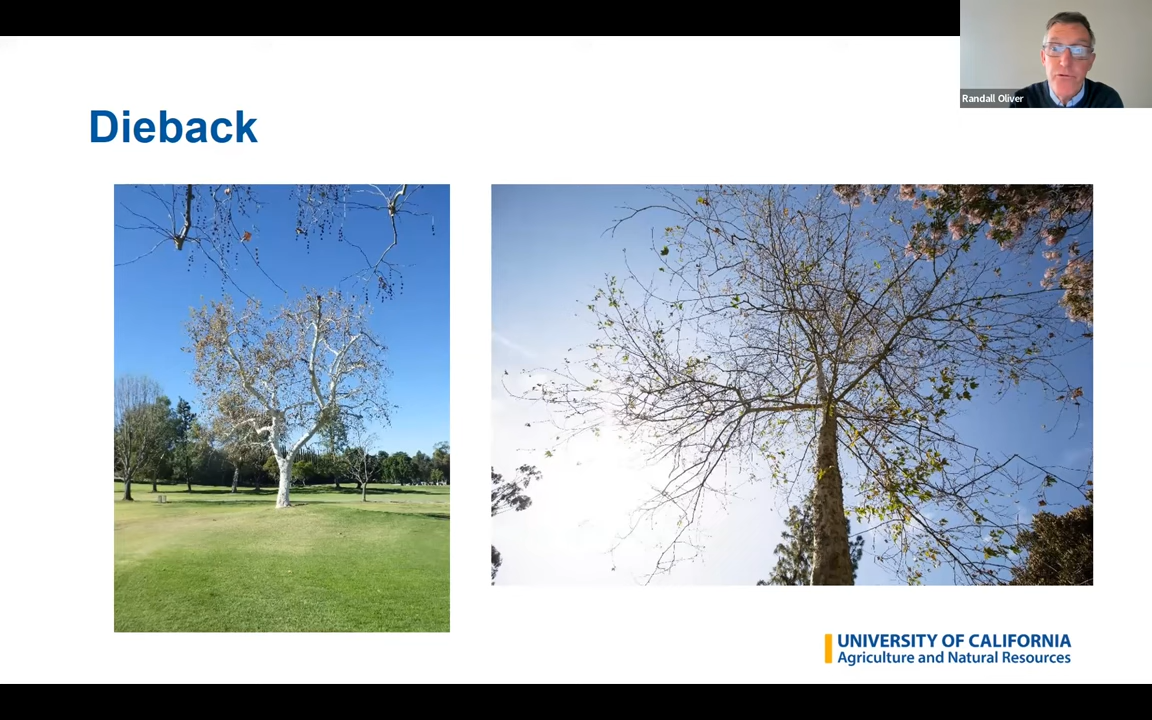 Randall Oliver
Dieback
UNIVERSITY OF CALIFORNIA
Agriculture and Natural Resources